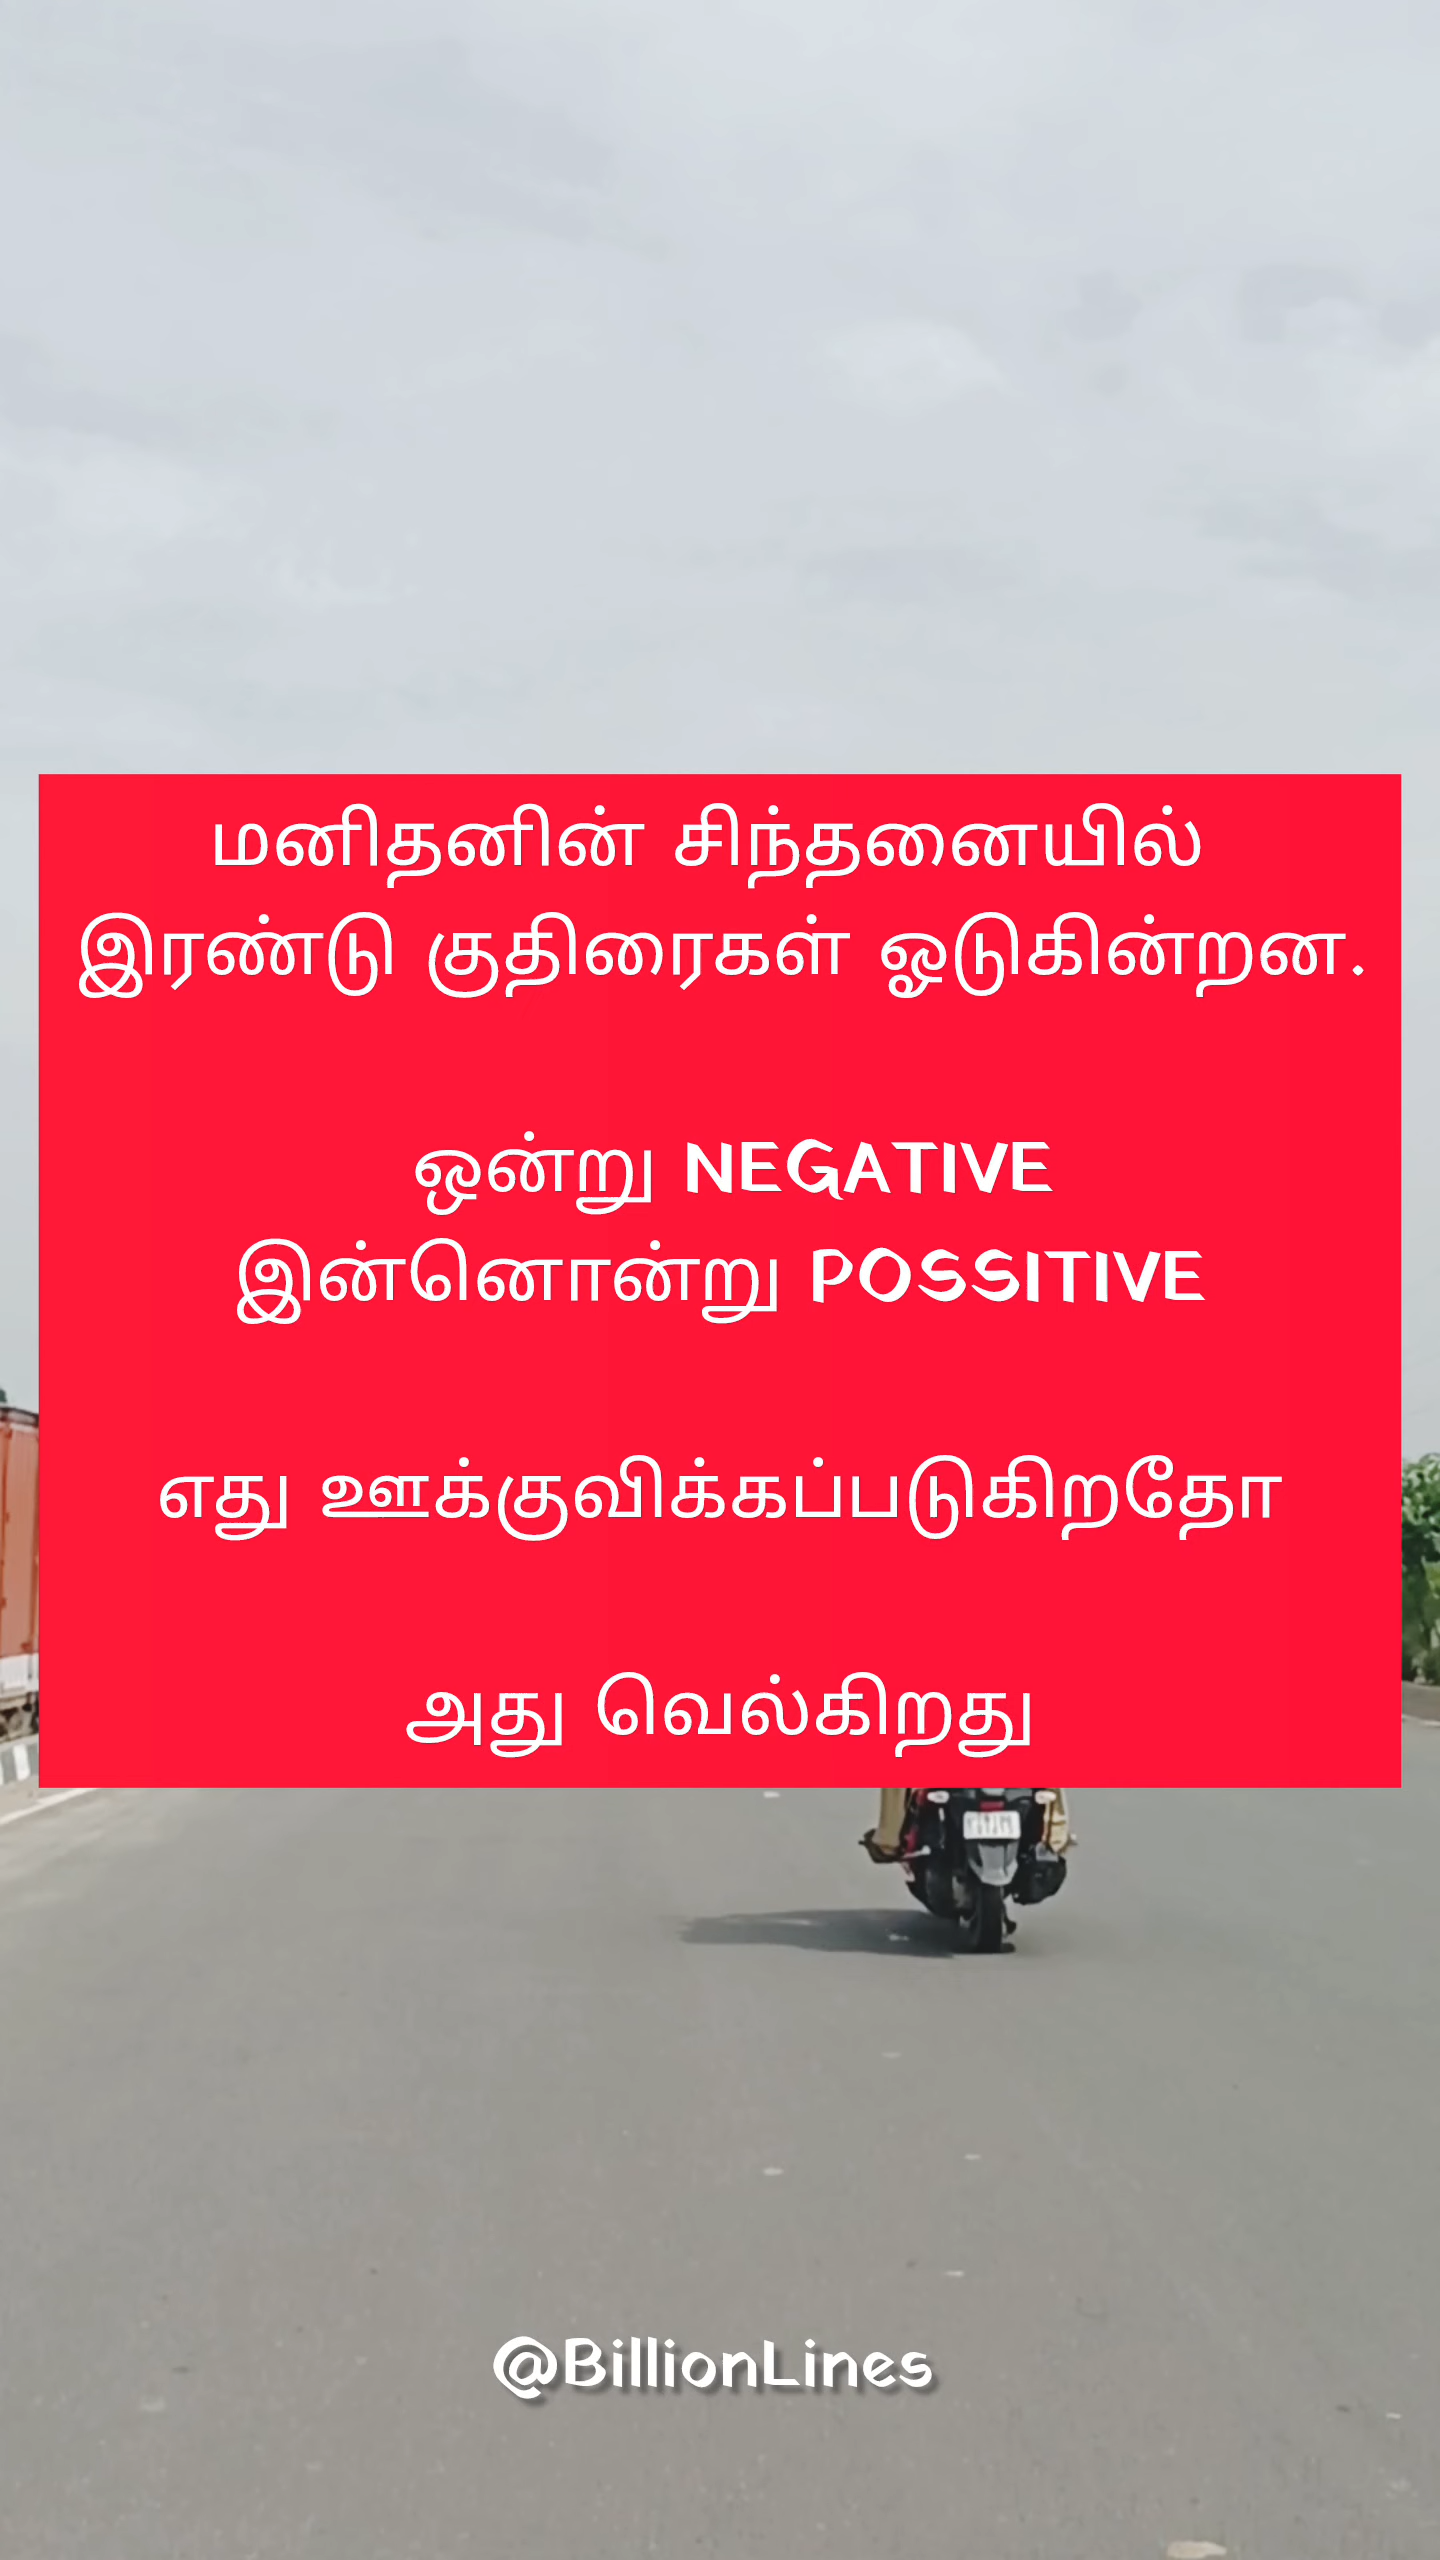 மனிதனின் சிந்தனையில்
இரண்டு குதிரைகள் ஓடுகின்றன.
ஒன்று NEGATIVE
இன்னொன்று POSSITIVE
எது ஊக்குவிக்கப்படுகிறதோ
அது வெல்கிறது
@BillionLines